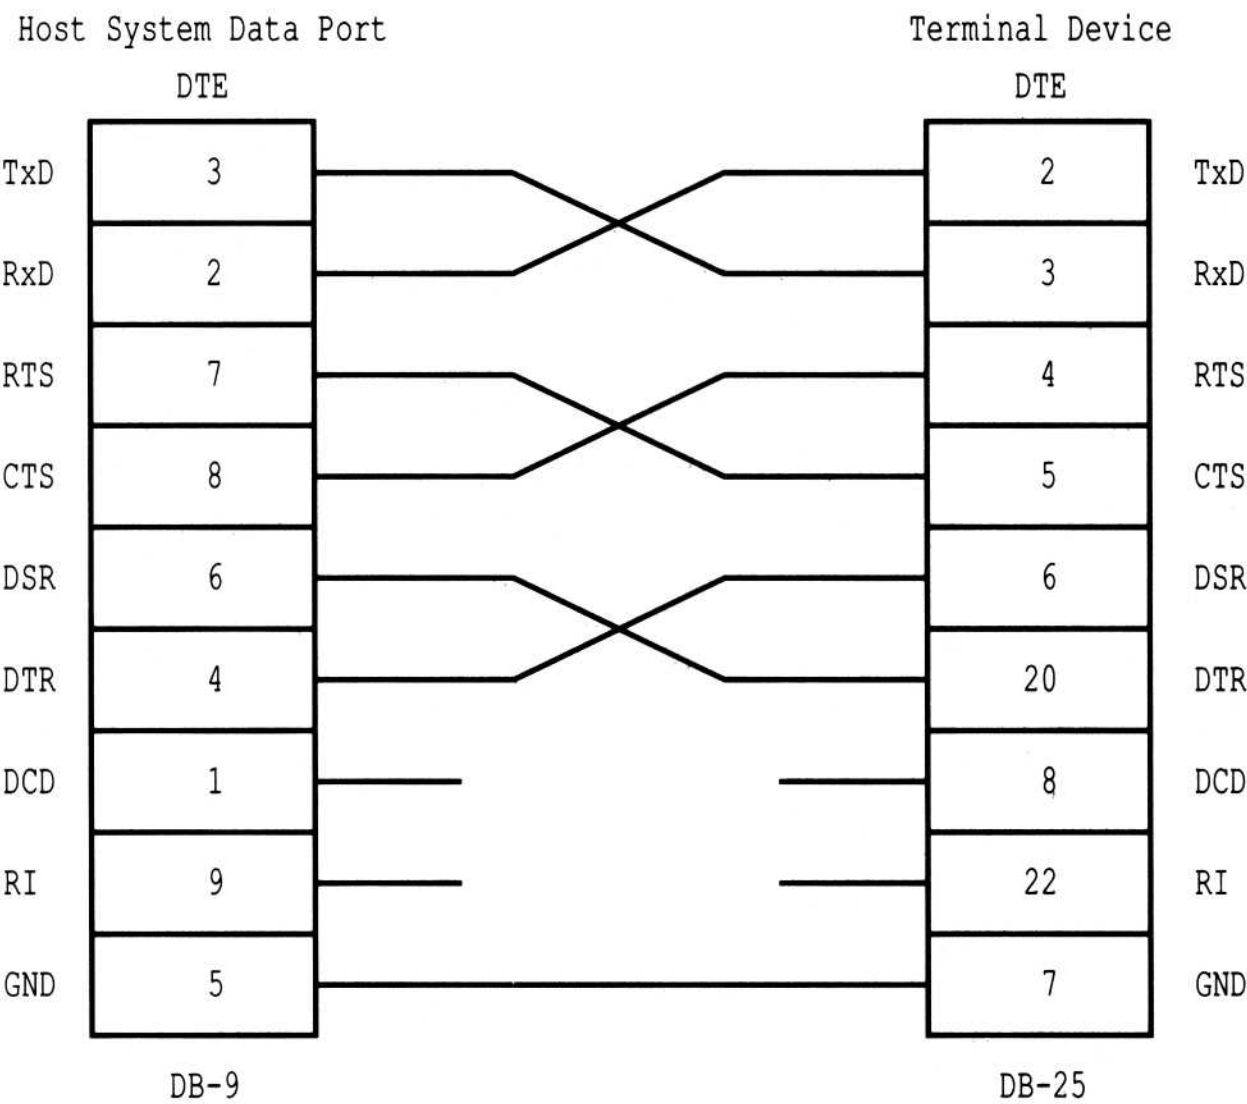 Host System Data Port Terminal Device
DTE DTE
TxD 3 2 TxD
RxD 2 3 RxD
RTS 7 4 RTS
CTS 8 5 CTS
DSR 6 6 DSR
DTR 4 20 DTR
DCD 1 8 DCD
RI 9 22 RI
GND 5 7 GND
DB-9 DB-25